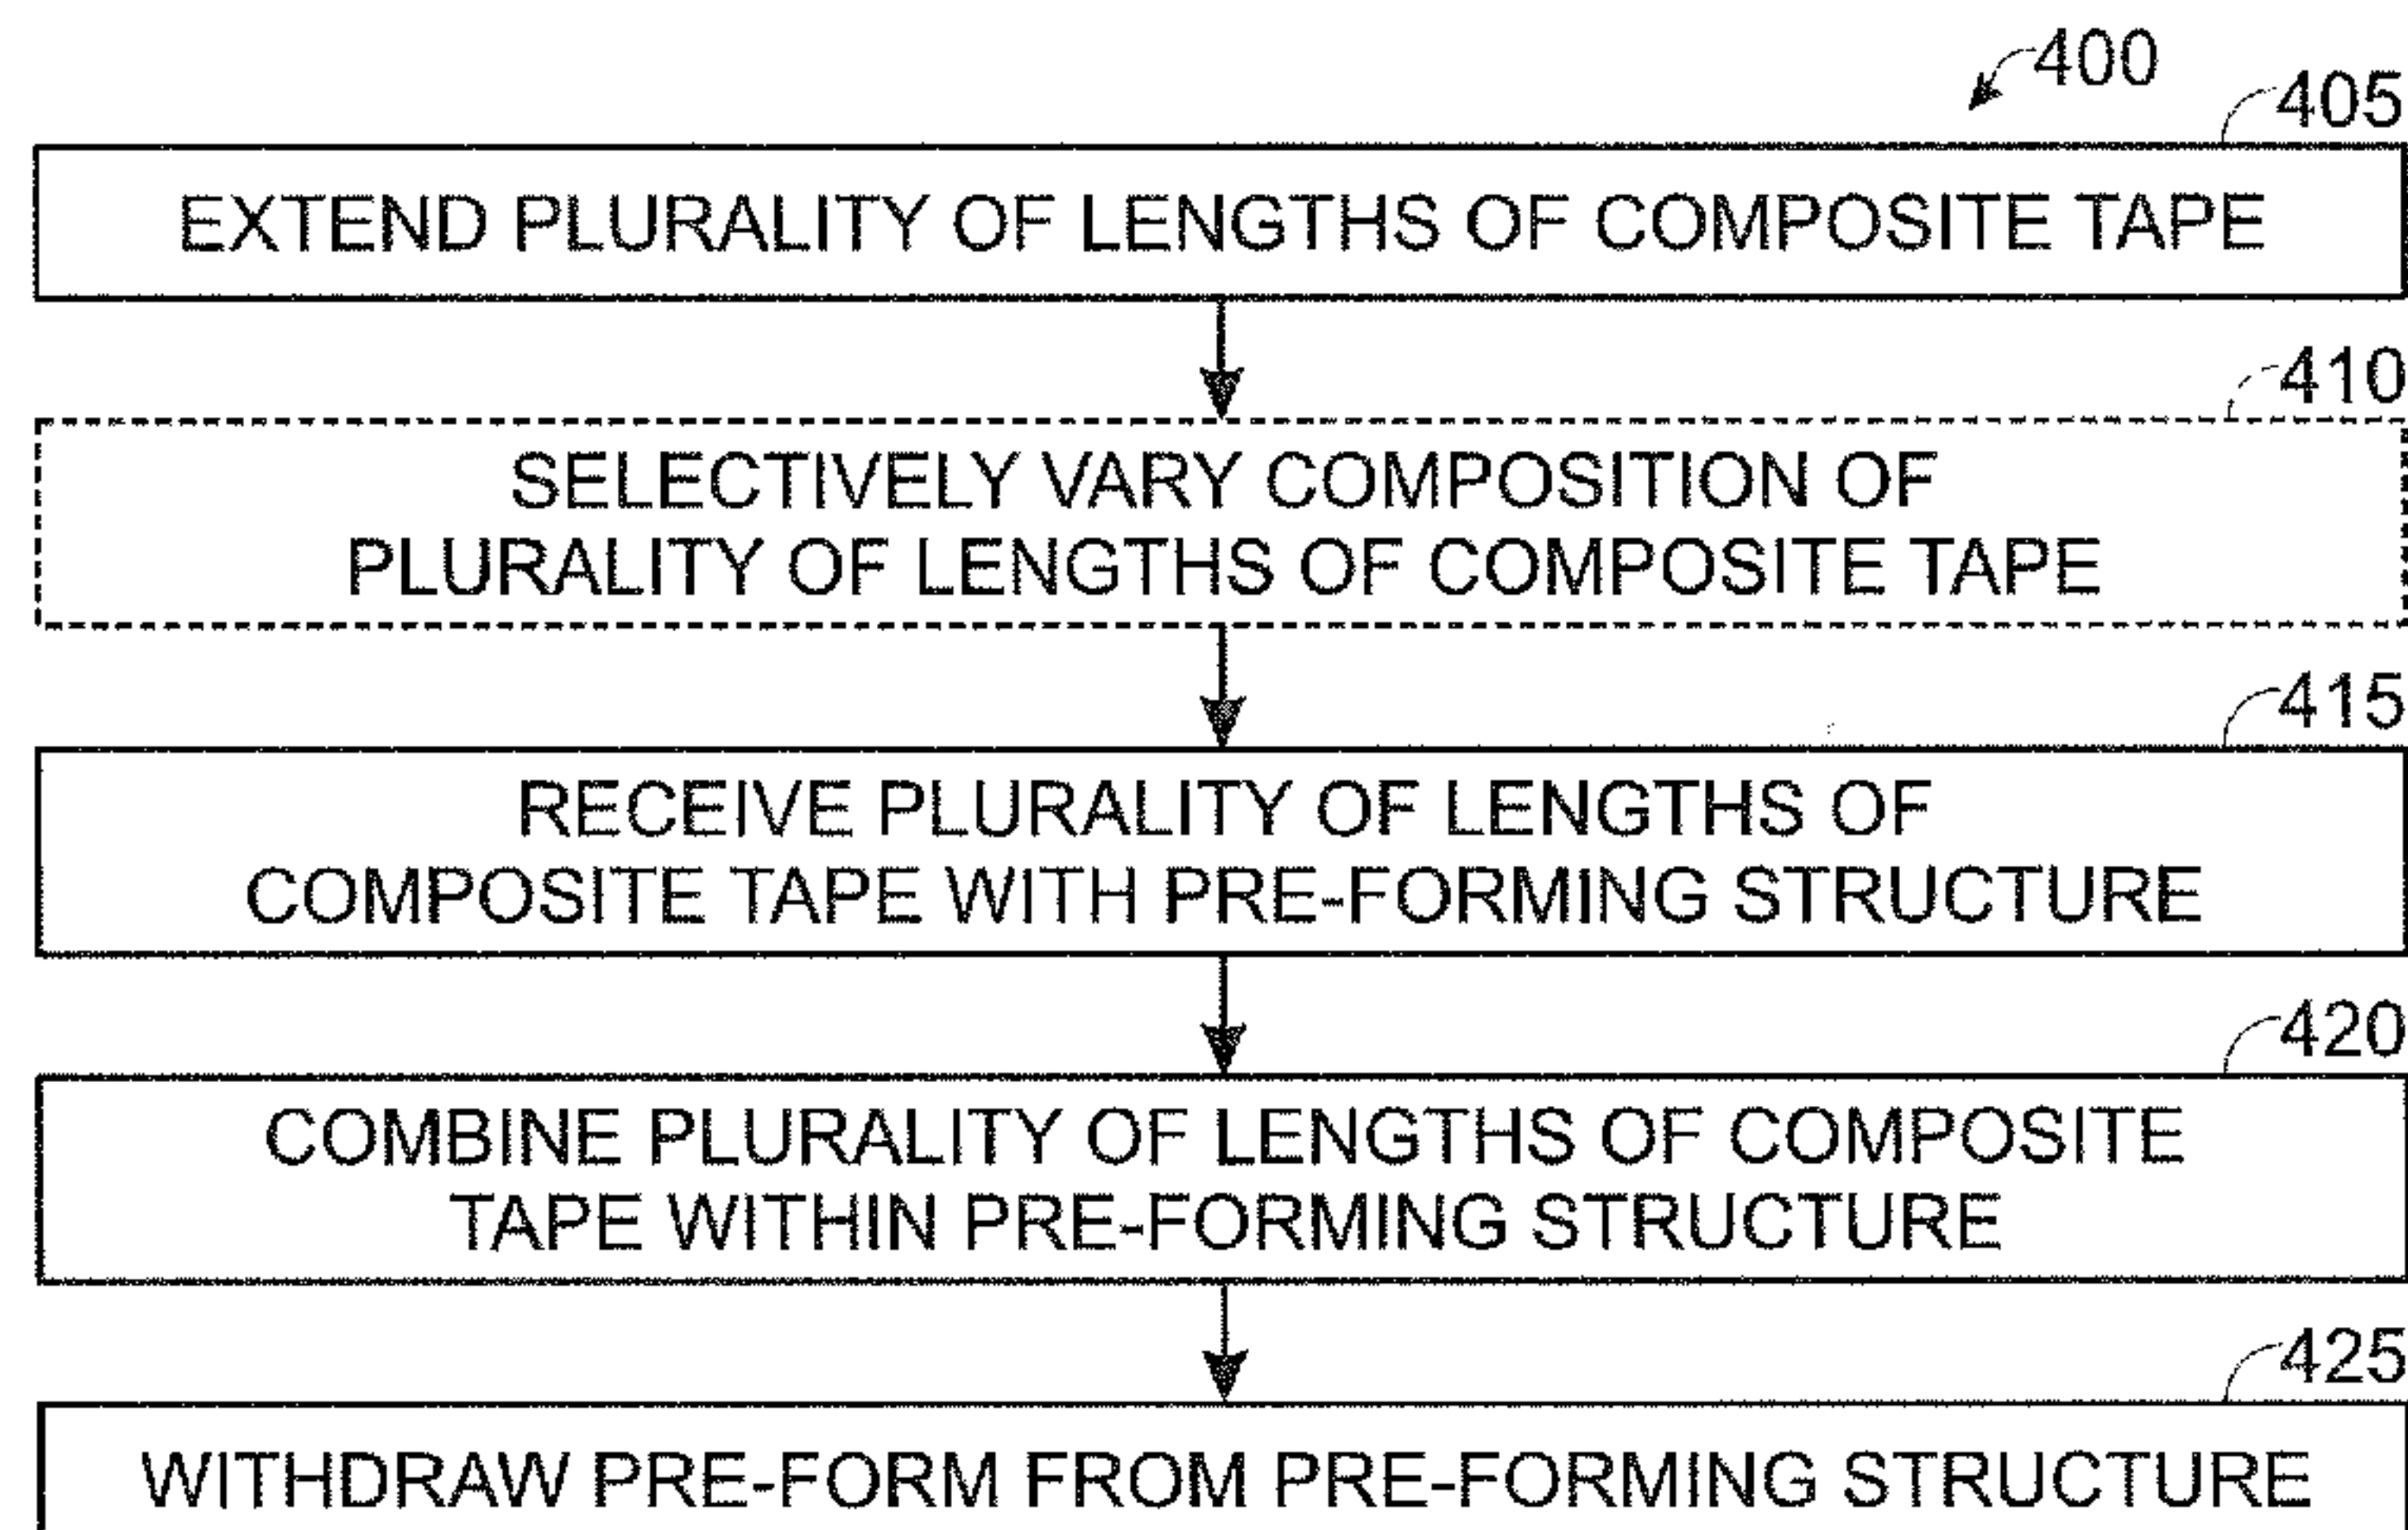 400
405
EXTEND PLURALITY OF LENGTHS OF COMPOSITE TAPE
410
SELECTIVELY VARY COMPOSITION OF
PLURALITY OF LENGTHS OF COMPOSITE TAPE
415
RECEIVE PLURALITY OF LENGTHS OF
COMPOSITE TAPE WITH PRE-FORMING STRUCTURE
420
COMBINE PLURALITY OF LENGTHS OF COMPOSITE
TAPE WITHIN PRE-FORMING STRUCTURE
425
WITHDRAW PRE-FORM FROM PRE-FORMING STRUCTURE